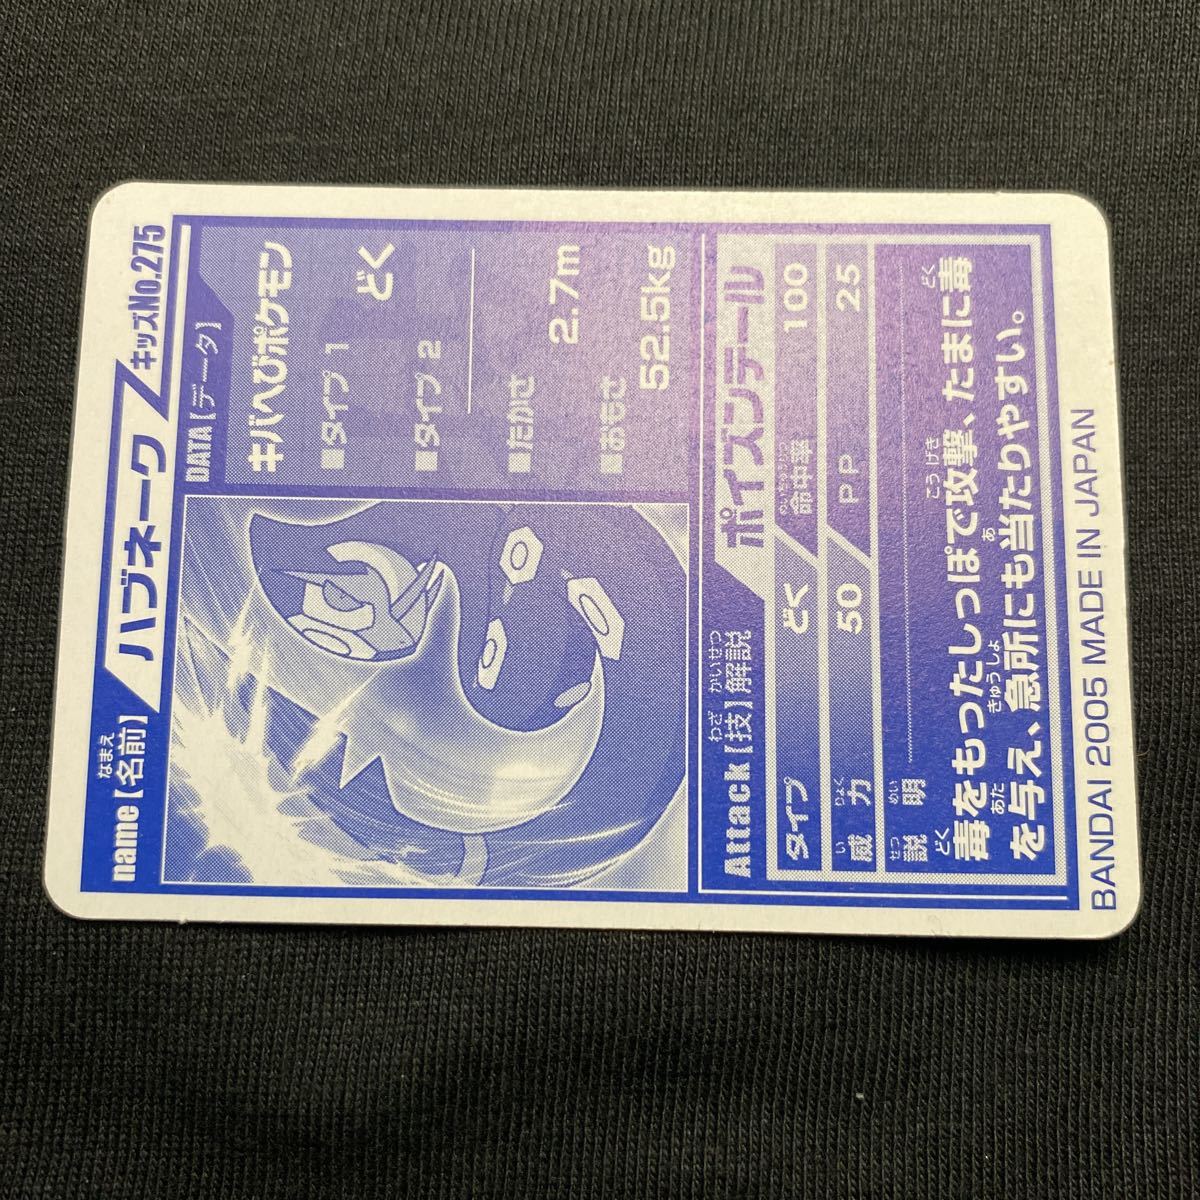 なまえ
name【名前】
ハブネーク
キッズNo.275
DATA【データ】
キバへびポケモン
■タイプ 1
どく
■タイプ 2
■たかさ
2.7m
■おもさ
52.5kg
わざ かいせつ
Attack【技】解説
ポイズンテール
タイプ どく
めいちゅうりつ
命中率 100
いりょく
威力 50
PP 25
せつめい
説明
どく こうげき どく
毒をもったしっぽで攻撃、たまに毒
あた きゅうしょ あ
を与え、急所にも当たりやすい。
BANDAI 2005 MADE IN JAPAN